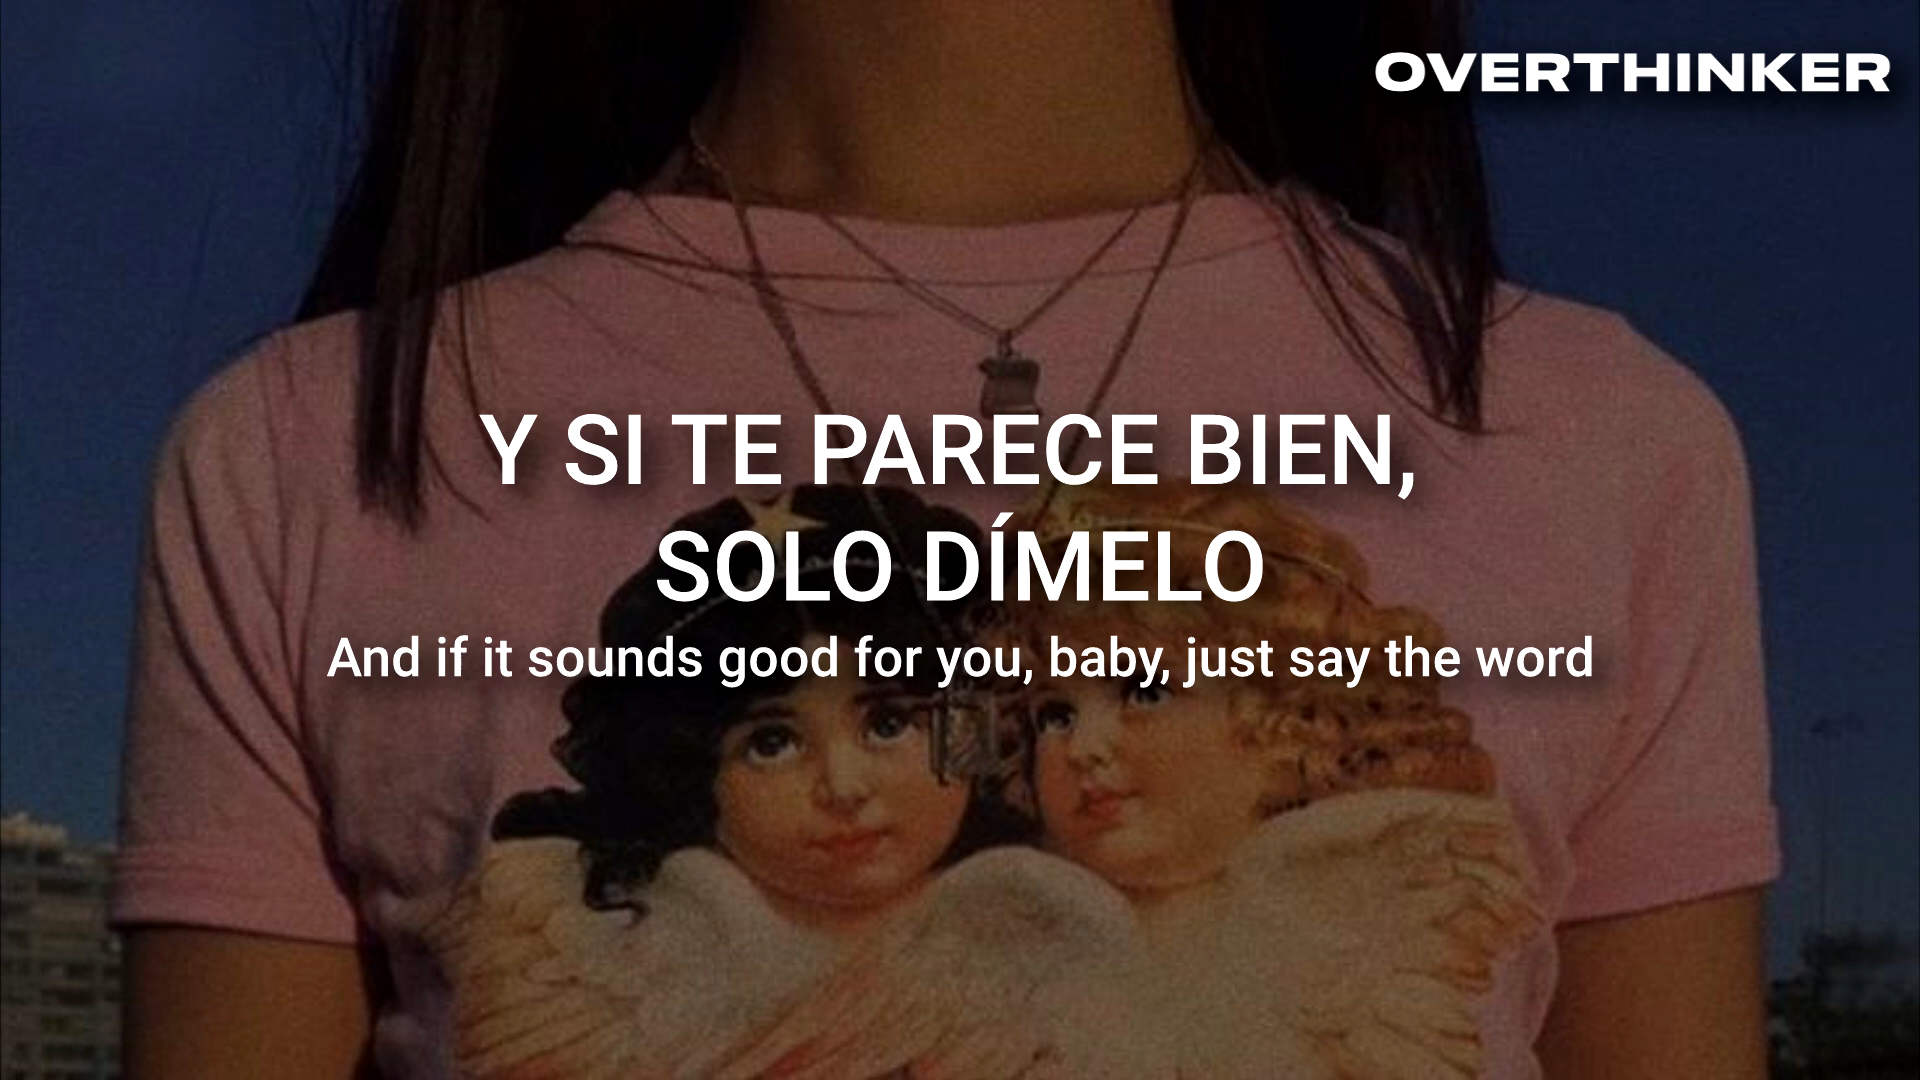 OVERTHINKER
Y SI TE PARECE BIEN,
SOLO DÍMELO
And if it sounds good for you, baby, just say the word